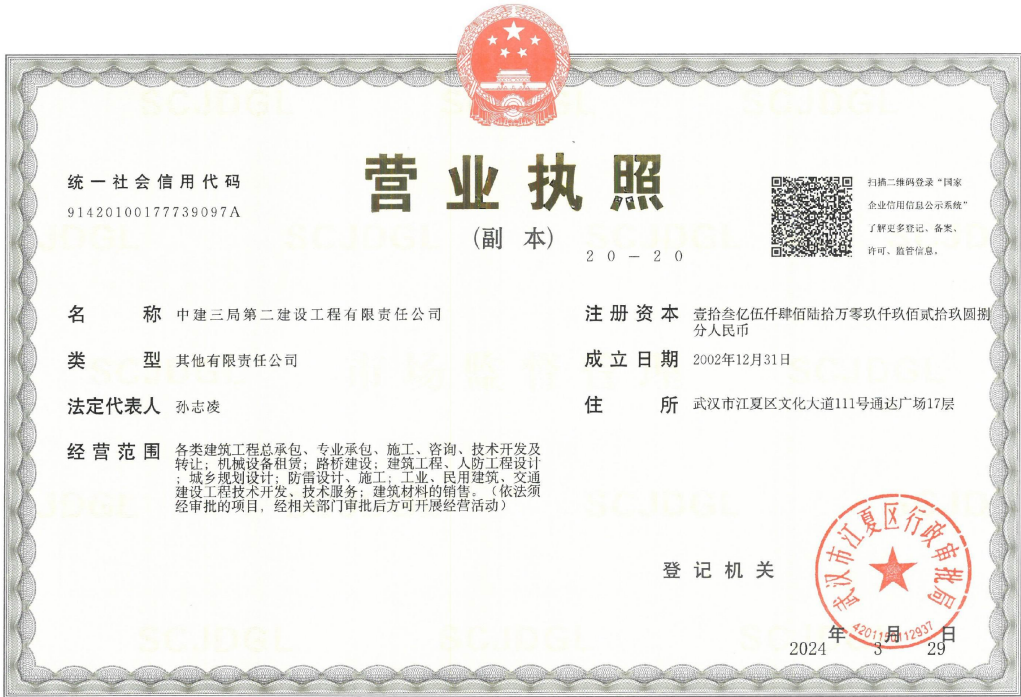 营业执照
(副 本)
20-20
统一社会信用代码
91420100177739097A
扫描二维码登录“国家
企业信用信息公示系统”
了解更多登记、备案、
许可、监管信息。
名 称 中建三局第二建设工程有限责任公司
类 型 其他有限责任公司
法定代表人 孙志凌
经营范围 各类建筑工程总承包、专业承包、施工、咨询、技术开发及
转让；机械设备租赁；路桥建设；建筑工程、人防工程设计
；城乡规划设计；防雷设计、施工；工业、民用建筑、交通
建设工程技术开发、技术服务；建筑材料的销售。（依法须
经审批的项目，经相关部门审批后方可开展经营活动）
注册资本 壹拾叁亿伍仟肆佰陆拾万零玖仟玖佰贰拾玖圆捌
分人民币
成立日期 2002年12月31日
住 所 武汉市江夏区文化大道111号通达广场17层
登记机关
武汉市江夏区行政审批局
2024 年 3 月 29 日
SCJDGL